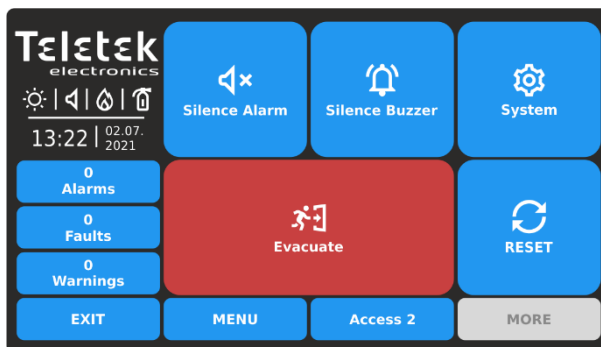 Teletek
electronics
13:22
02.07.
2021
Silence Alarm
Silence Buzzer
System
0
Alarms
0
Faults
0
Warnings
Evacuate
RESET
EXIT
MENU
Access 2
MORE